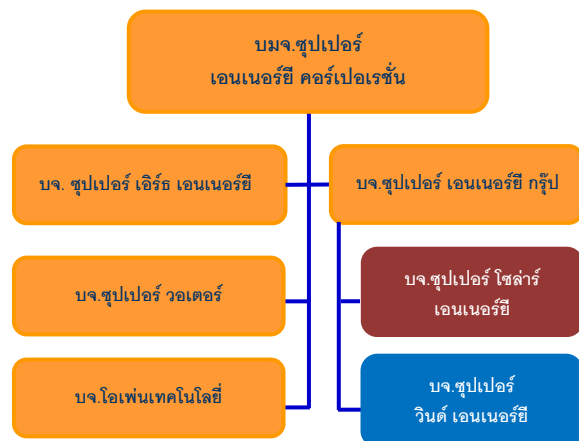 บมจ.ซุปเปอร์
เอนเนอร์ยี คอร์เปอเรชั่น
บจ. ซุปเปอร์ เอิร์ธ เอนเนอร์ยี
บจ.ซุปเปอร์ เอนเนอร์ยี กรุ๊ป
บจ.ซุปเปอร์ วอเตอร์
บจ.ซุปเปอร์ โซล่าร์
เอนเนอร์ยี
บจ.โอเพ่นเทคโนโลยี่
บจ.ซุปเปอร์
วินด์ เอนเนอร์ยี